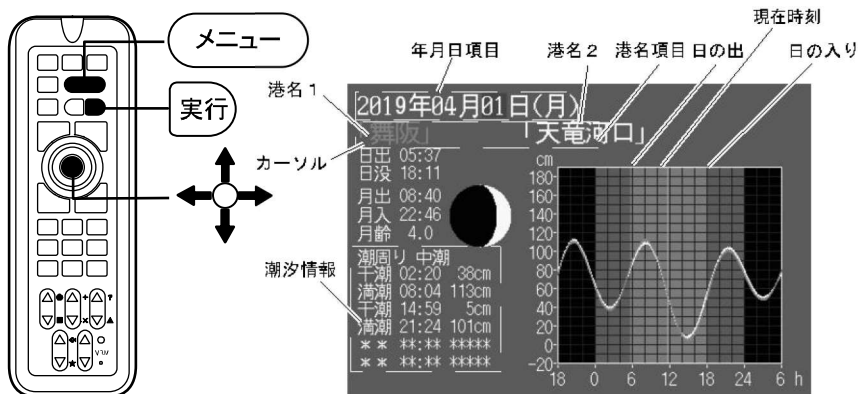 メニュー
実行
現在時刻
年月日項目
港名2
港名項目
日の出
日の入り
港名1
カーソル
潮汐情報
2019年04月01日(月)
「舞阪」
「天竜河口」
日出 05:37
日没 18:11
月出 08:40
月入 22:46
月齢 4.0
潮周り 中潮
干潮 02:20 38cm
満潮 08:04 113cm
干潮 14:59 5cm
満潮 21:24 101cm
** **:** *****
** **:** *****
cm
180
160
140
120
100
80
60
40
20
0
-20
18 0 6 12 18 24 6 h